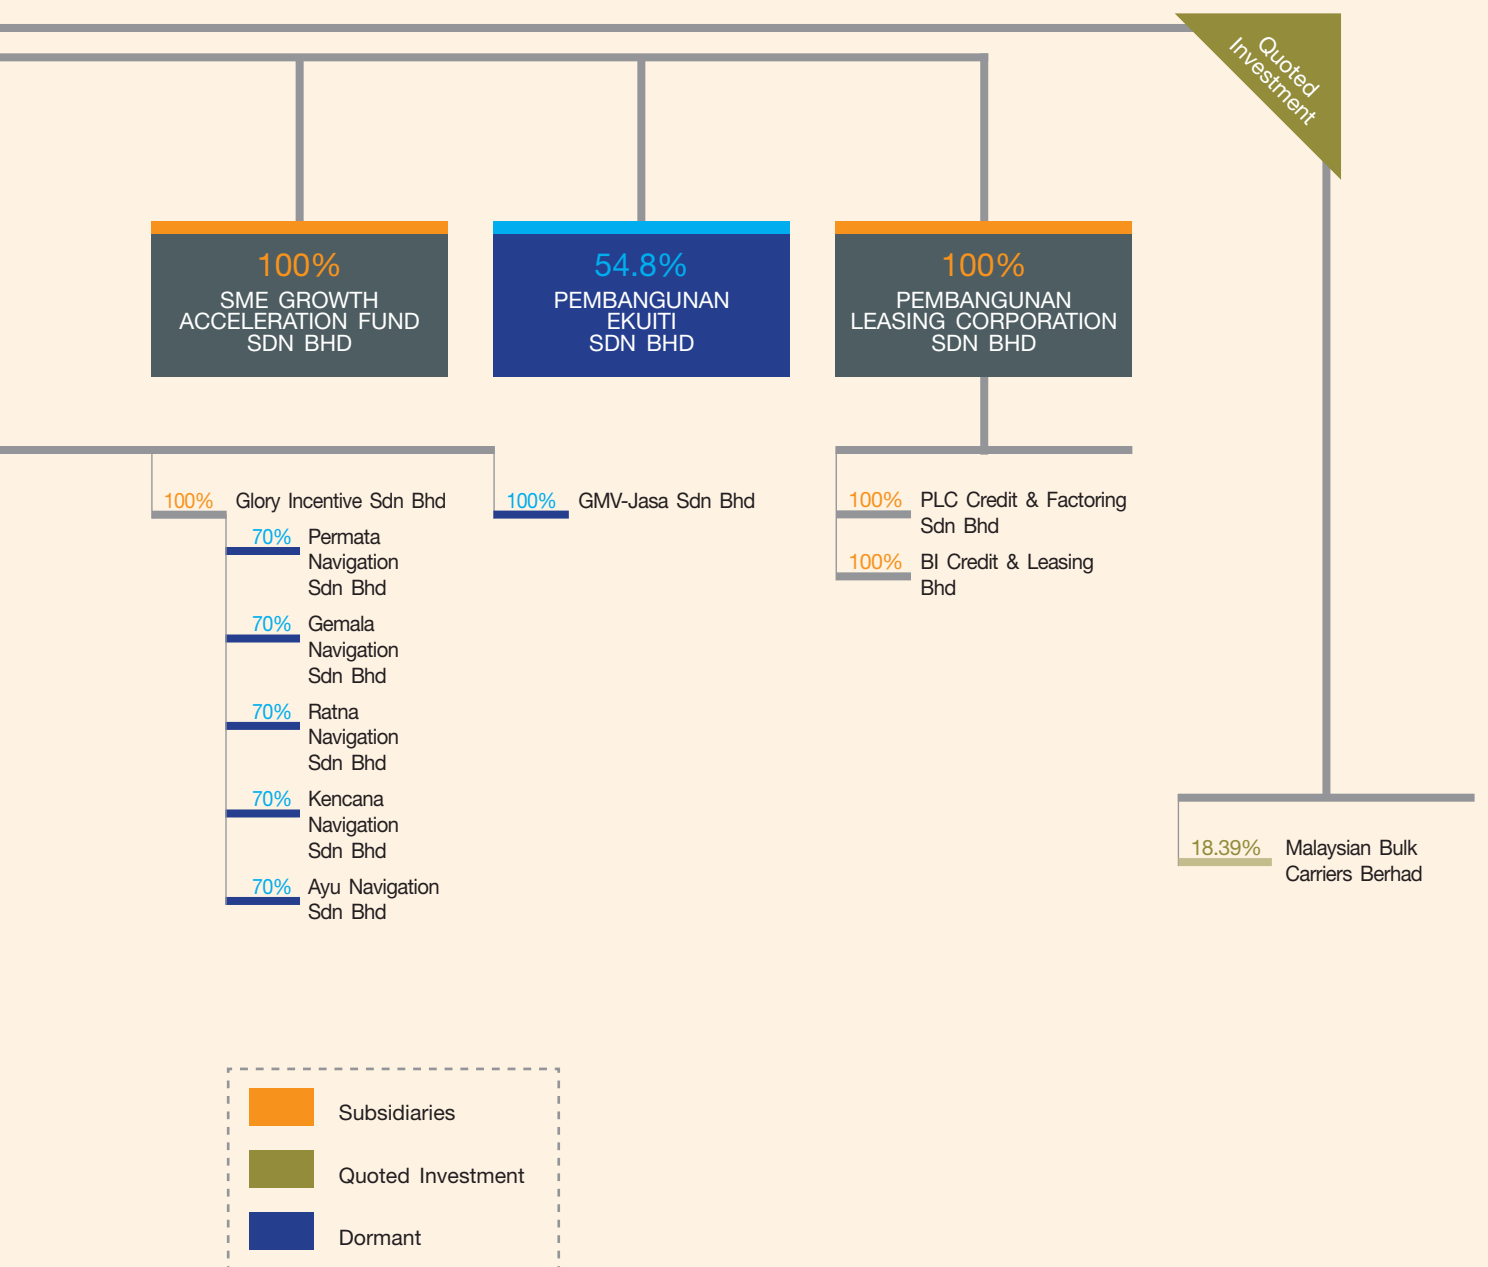 Quoted
Investment
100%
SME GROWTH
ACCELERATION FUND
SDN BHD
54.8%
PEMBANGUNAN
EKUITI
SDN BHD
100%
PEMBANGUNAN
LEASING CORPORATION
SDN BHD
100% Glory Incentive Sdn Bhd
70% Permata
Navigation
Sdn Bhd
70% Gemala
Navigation
Sdn Bhd
70% Ratna
Navigation
Sdn Bhd
70% Kencana
Navigation
Sdn Bhd
70% Ayu Navigation
Sdn Bhd
100% GMV-Jasa Sdn Bhd
100% PLC Credit & Factoring
Sdn Bhd
100% BI Credit & Leasing
Bhd
18.39% Malaysian Bulk
Carriers Berhad
Subsidiaries
Quoted Investment
Dormant